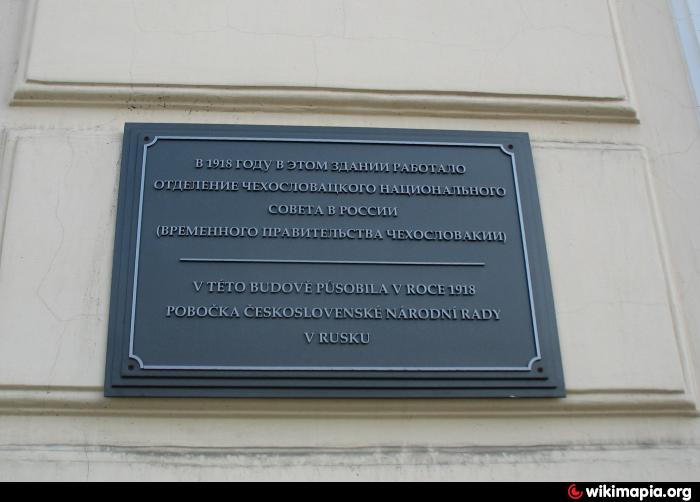 В 1918 ГОДУ В ЭТОМ ЗДАНИИ РАБОТАЛО
ОТДЕЛЕНИЕ ЧЕХОСЛОВАЦКОГО НАЦИОНАЛЬНОГО
СОВЕТА В РОССИИ
(ВРЕМЕННОГО ПРАВИТЕЛЬСТВА ЧЕХОСЛОВАКИИ)
V TÉTO BUDOVĚ PŮSOBILA V ROCE 1918
POBOČKA ČESKOSLOVENSKÉ NÁRODNÍ RADY
V RUSKU
wikimapia.org